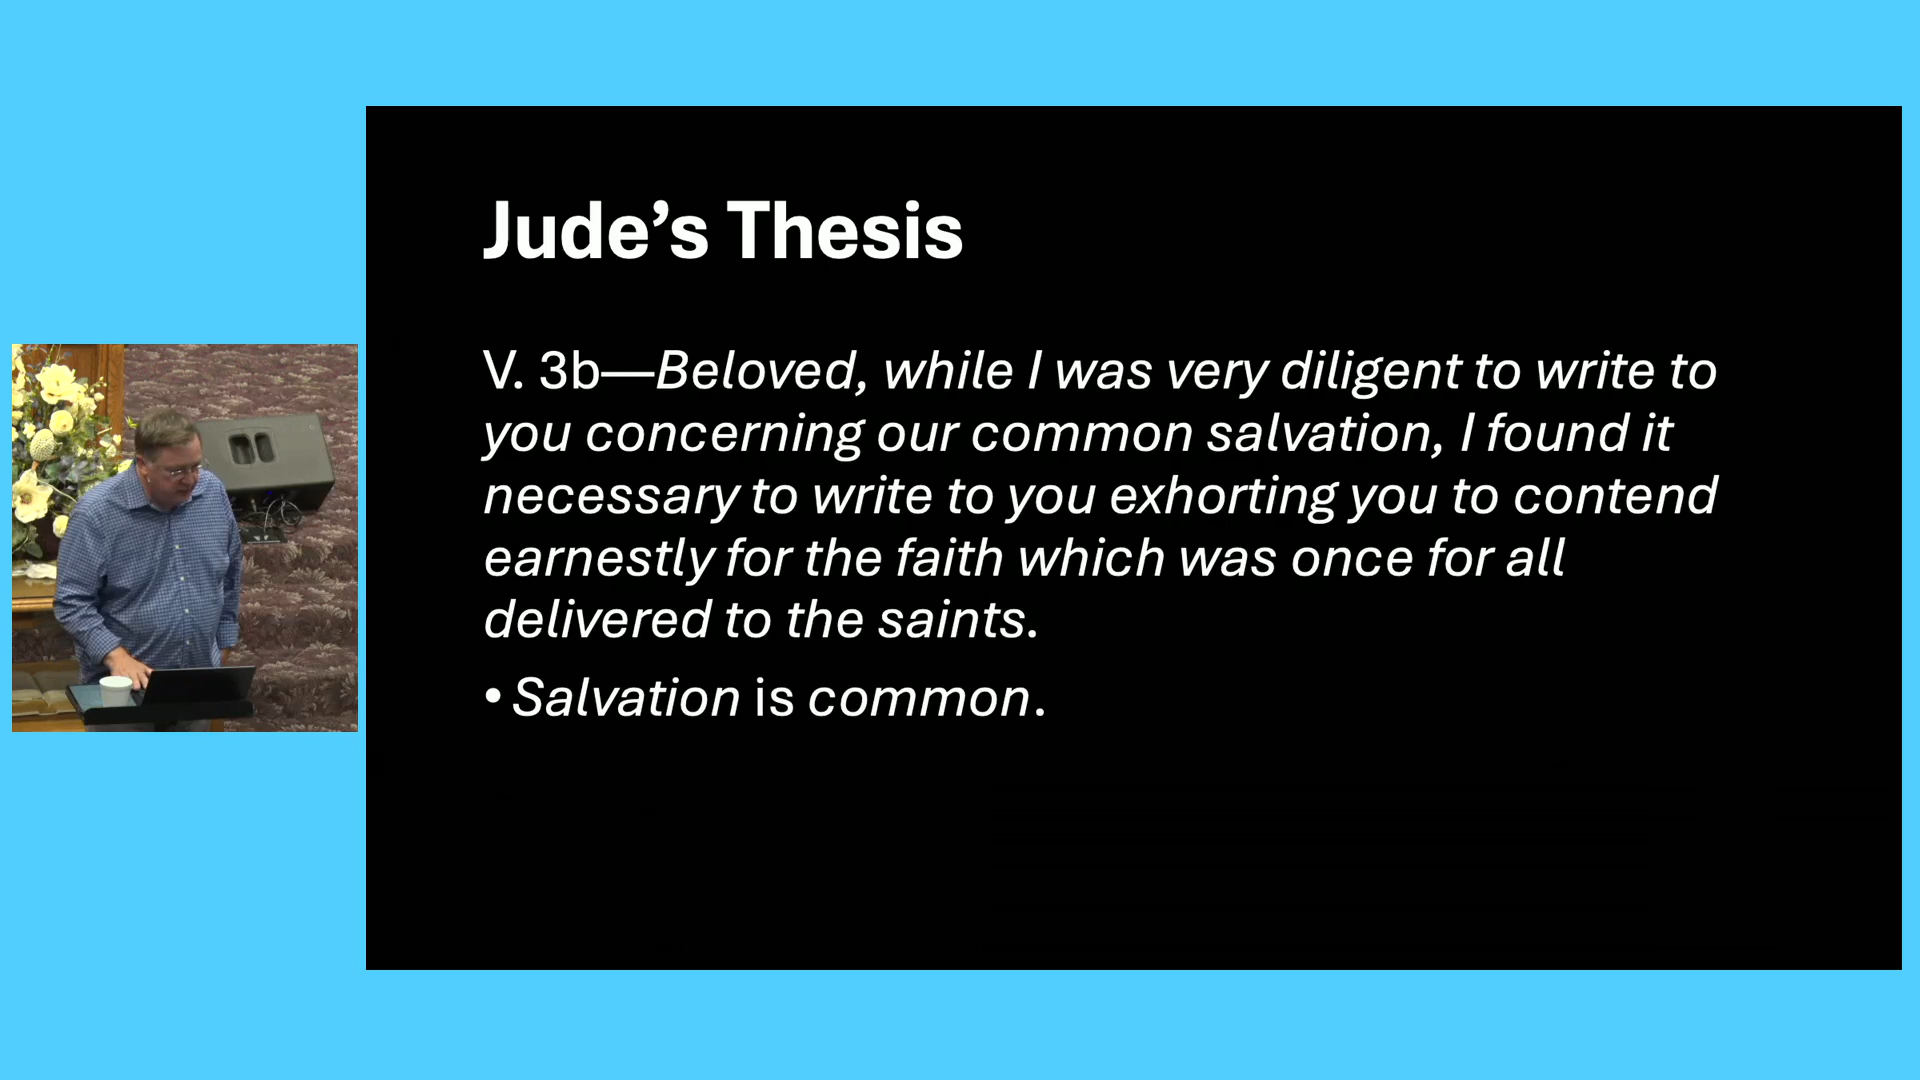 Jude’s Thesis
V. 3b—Beloved, while I was very diligent to write to
you concerning our common salvation, I found it
necessary to write to you exhorting you to contend
earnestly for the faith which was once for all
delivered to the saints.
• Salvation is common.